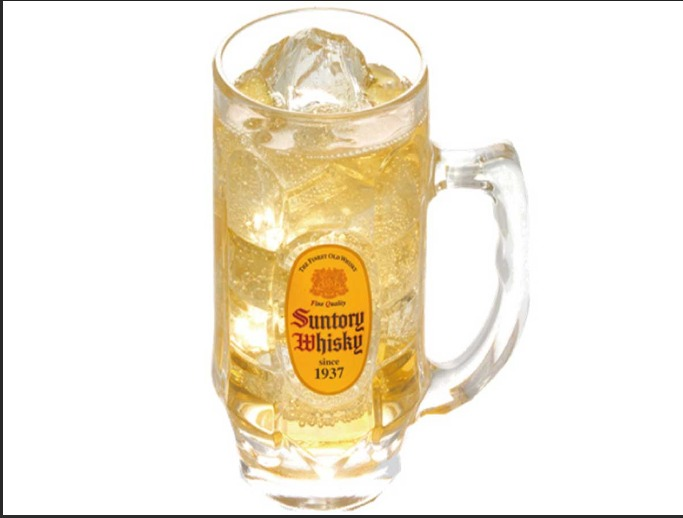 THE FINEST OLD WHISKY
Fine Quality
Suntory
Whisky
since
1937